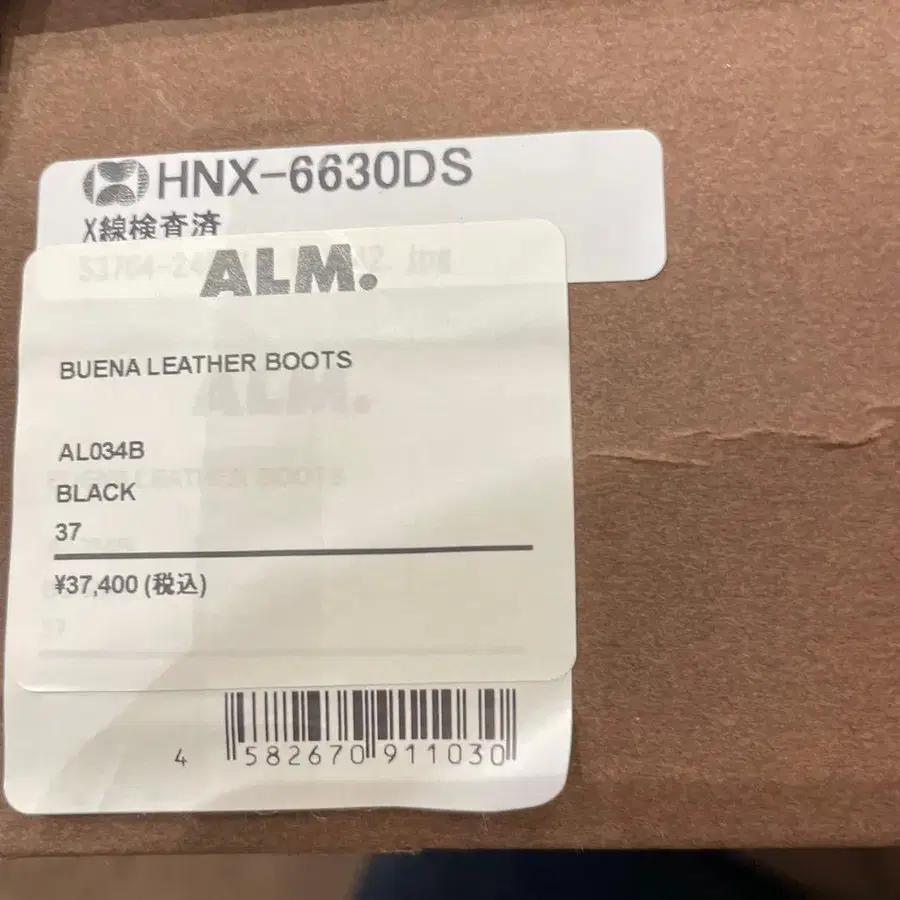 HNX-6630DS
X線検査済
ALM.
BUENA LEATHER BOOTS
AL034B
BLACK
37
¥37,400 (税込)
4 582670 911030